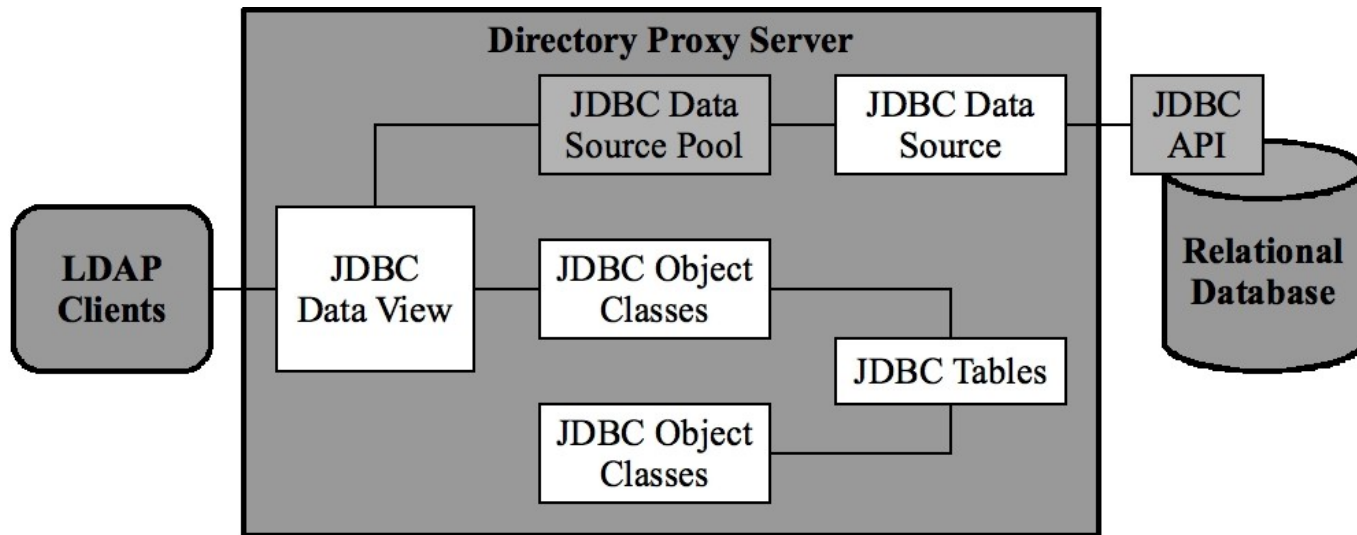 Directory Proxy Server
JDBC Data
Source Pool
JDBC Data
Source
JDBC
API
LDAP
Clients
JDBC
Data View
JDBC Object
Classes
Relational
Database
JDBC Tables
JDBC Object
Classes